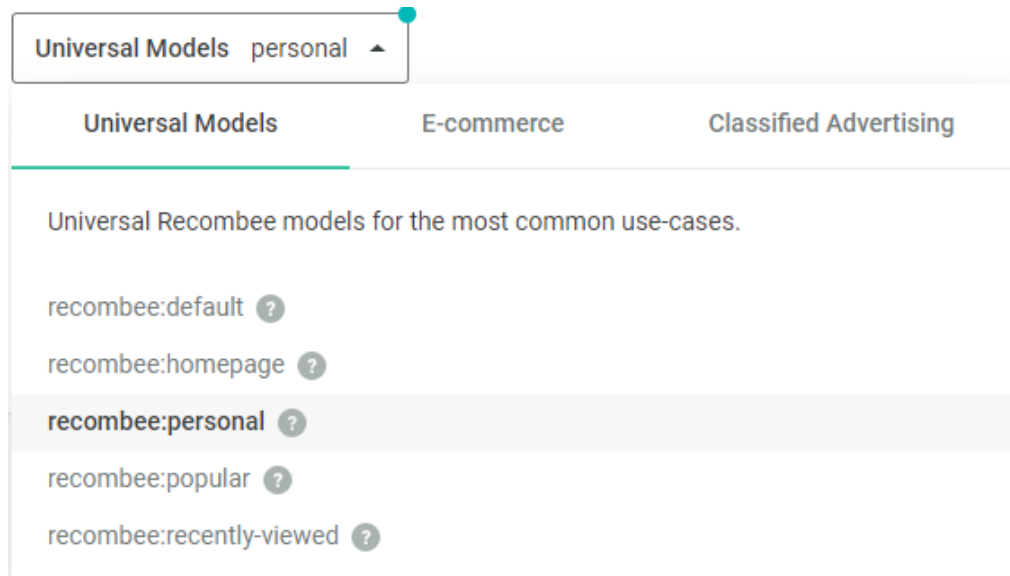 Universal Models personal
Universal Models E-commerce Classified Advertising
Universal Recombee models for the most common use-cases.
recombee:default ?
recombee:homepage ?
recombee:personal ?
recombee:popular ?
recombee:recently-viewed ?